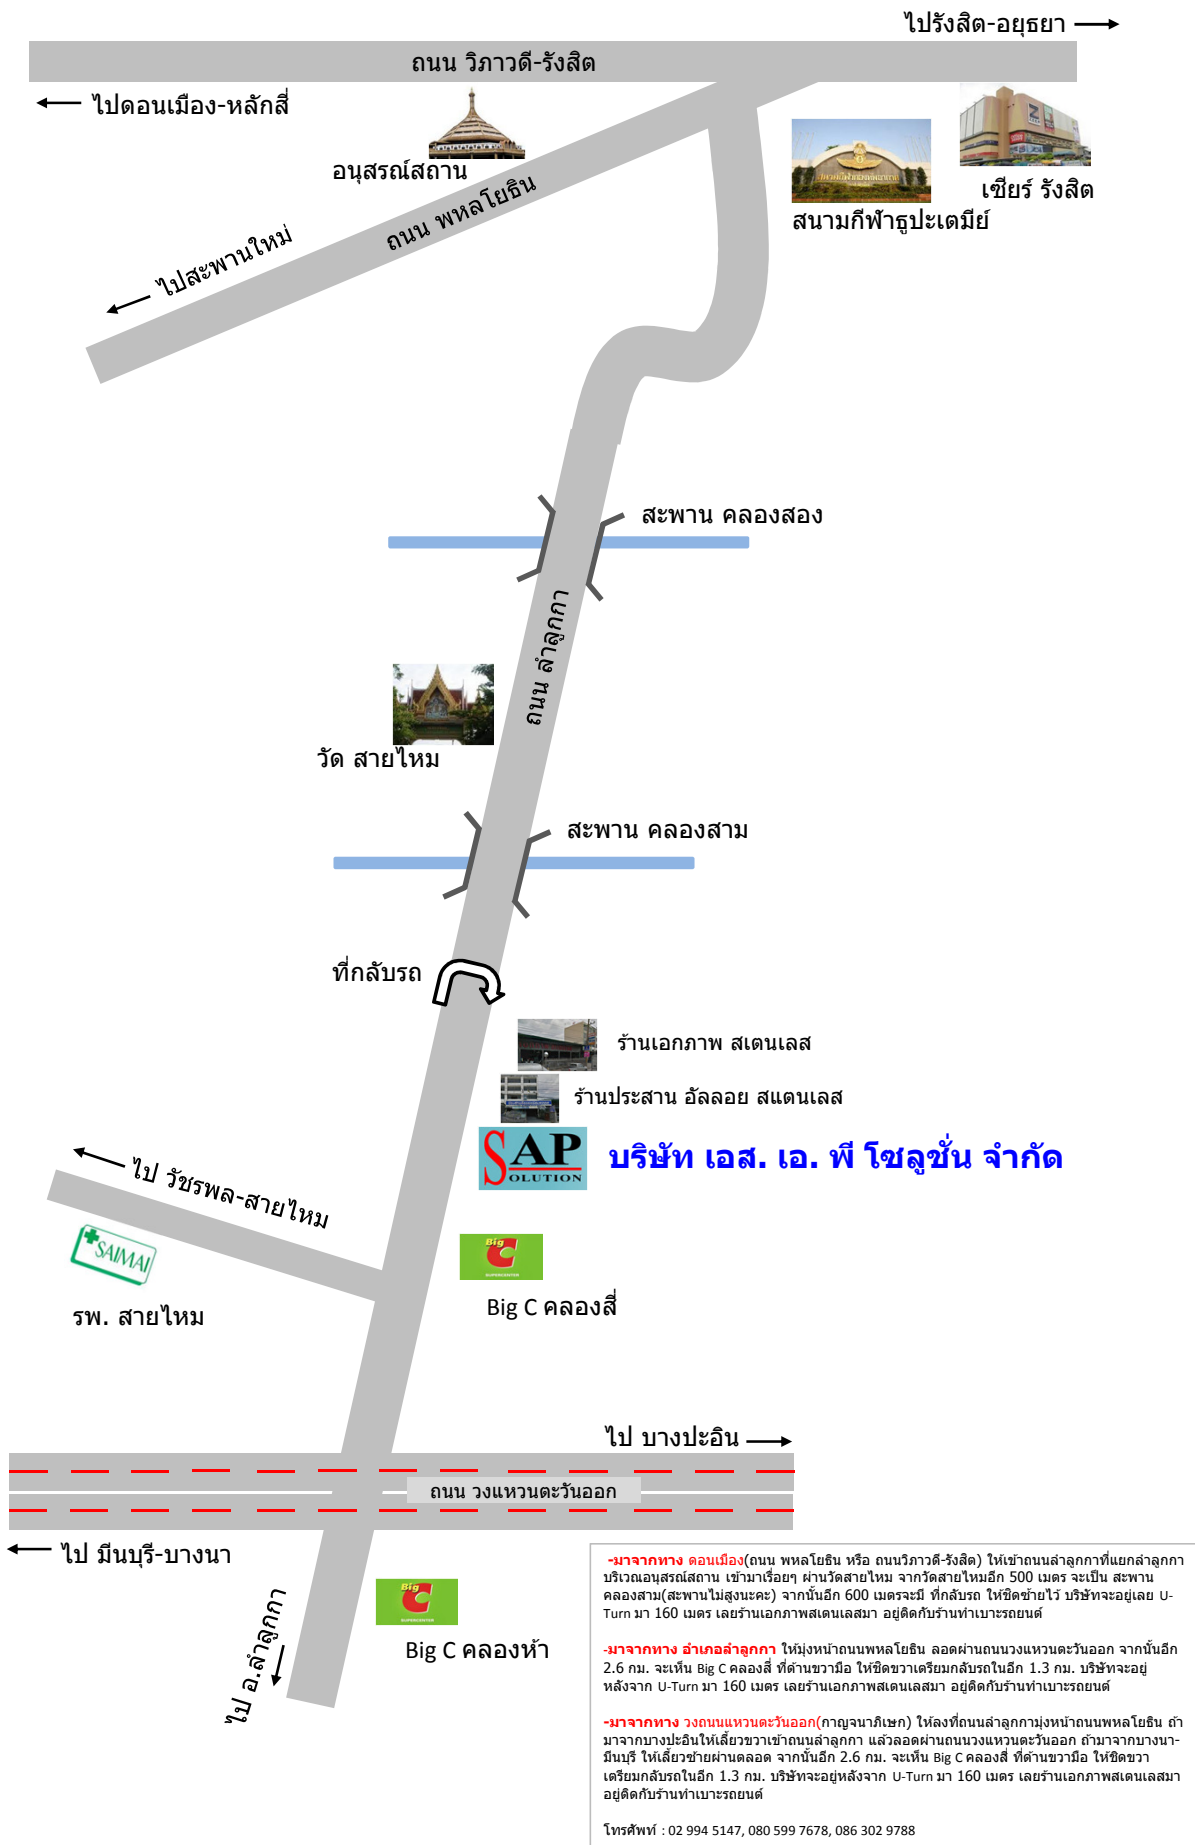 ไปรังสิต-อยุธยา
ถนน วิภาวดี-รังสิต
ไปดอนเมือง-หลักสี่
อนุสรณ์สถาน
เซียร์ รังสิต
สนามกีฬาธูปะเตมีย์
ถนน พหลโยธิน
ไปสะพานใหม่
สะพาน คลองสอง
ถนน ลำลูกกา
วัด สายไหม
สะพาน คลองสาม
ที่กลับรถ
ร้านเอกภาพ สเตนเลส
ร้านประสาน อัลลอย สแตนเลส
SAP
SOLUTION
บริษัท เอส. เอ. พี โซลูชั่น จำกัด
ไป วัชรพล-สายไหม
SAIMAI
รพ. สายไหม
Big C
SUPERCENTER
Big C คลองสี่
ไป บางปะอิน
ถนน วงแหวนตะวันออก
ไป มีนบุรี-บางนา
Big C
SUPERCENTER
Big C คลองห้า
ไป อ.ลำลูกกา
-มาจากทาง ดอนเมือง(ถนน พหลโยธิน หรือ ถนนวิภาวดี-รังสิต) ให้เข้าถนนลำลูกกาที่แยกลำลูกกา
บริเวณอนุสรณ์สถาน เข้ามาเรื่อยๆ ผ่านวัดสายไหม จากวัดสายไหมอีก 500 เมตร จะเป็น สะพาน
คลองสาม(สะพานไม่สูงนะคะ) จากนั้นอีก 600 เมตรจะมี ที่กลับรถ ให้ชิดซ้ายไว้ บริษัทจะอยู่เลย U-
Turn มา 160 เมตร เลยร้านเอกภาพสเตนเลสมา อยู่ติดกับร้านทำเบาะรถยนต์
-มาจากทาง อำเภอลำลูกกา ให้มุ่งหน้าถนนพหลโยธิน ลอดผ่านถนนวงแหวนตะวันออก จากนั้นอีก
2.6 กม. จะเห็น Big C คลองสี่ ที่ด้านขวามือ ให้ชิดขวาเตรียมกลับรถในอีก 1.3 กม. บริษัทจะอยู่
หลังจาก U-Turn มา 160 เมตร เลยร้านเอกภาพสเตนเลสมา อยู่ติดกับร้านทำเบาะรถยนต์
-มาจากทาง วงถนนแหวนตะวันออก(กาญจนาภิเษก) ให้ลงที่ถนนลำลูกกามุ่งหน้าถนนพหลโยธิน ถ้า
มาจากบางปะอินให้เลี้ยวขวาเข้าถนนลำลูกกา แล้วลอดผ่านถนนวงแหวนตะวันออก ถ้ามาจากบางนา-
มีนบุรี ให้เลี้ยวซ้ายผ่านตลอด จากนั้นอีก 2.6 กม. จะเห็น Big C คลองสี่ ที่ด้านขวามือ ให้ชิดขวา
เตรียมกลับรถในอีก 1.3 กม. บริษัทจะอยู่หลังจาก U-Turn มา 160 เมตร เลยร้านเอกภาพสเตนเลสมา
อยู่ติดกับร้านทำเบาะรถยนต์
โทรศัพท์ : 02 994 5147, 080 599 7678, 086 302 9788